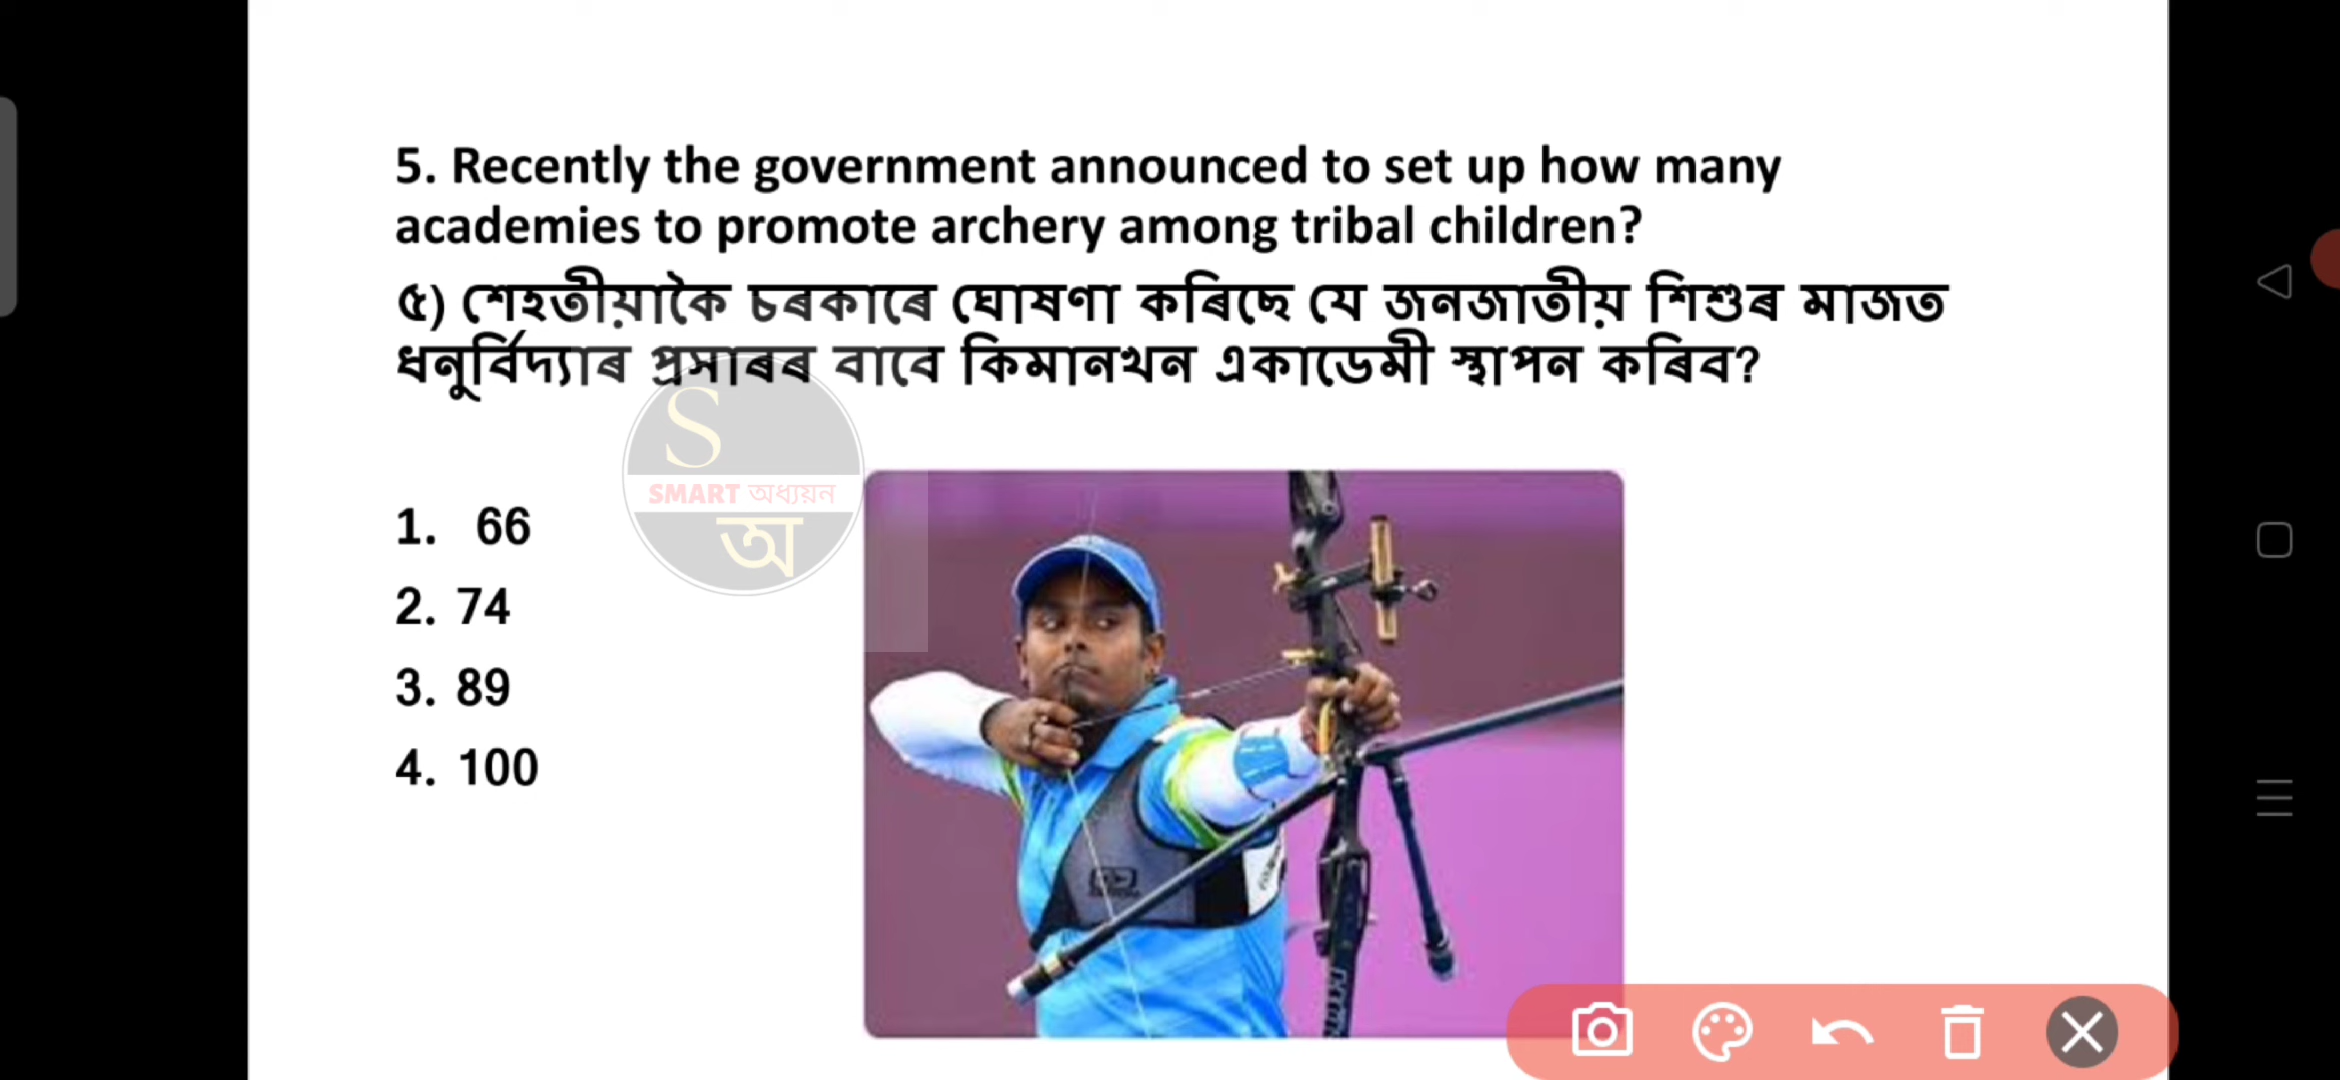 5. Recently the government announced to set up how many
academies to promote archery among tribal children?
৫) শেহতীয়াকৈ চৰকাৰে ঘোষণা কৰিছে যে জনজাতীয় শিশুৰ মাজত
ধনুৰ্বিদ্যাৰ প্ৰসাৰৰ বাবে কিমানখন একাডেমী স্থাপন কৰিব?
S
SMART অধ্যয়ন
অ
1. 66
2. 74
3. 89
4. 100